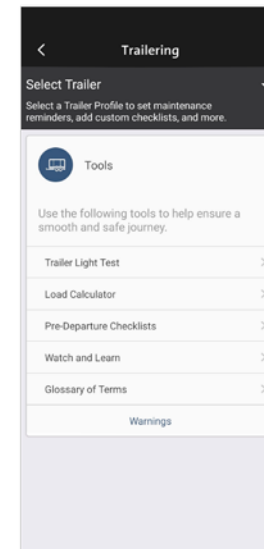 Trailering
Select Trailer
Select a Trailer Profile to set maintenance
reminders, add custom checklists, and more.
Tools
Use the following tools to help ensure a
smooth and safe journey.
Trailer Light Test
Load Calculator
Pre-Departure Checklists
Watch and Learn
Glossary of Terms
Warnings